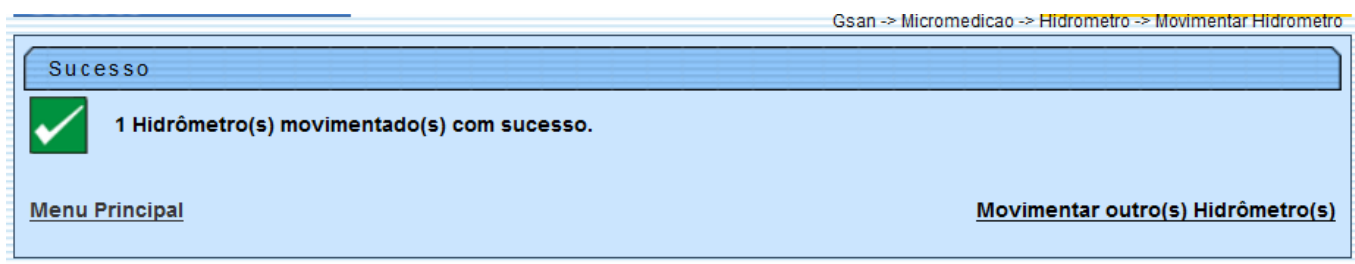 Gsan -> Micromedicao -> Hidrometro -> Movimentar Hidrometro
Sucesso
1 Hidrômetro(s) movimentado(s) com sucesso.
Menu Principal
Movimentar outro(s) Hidrômetro(s)